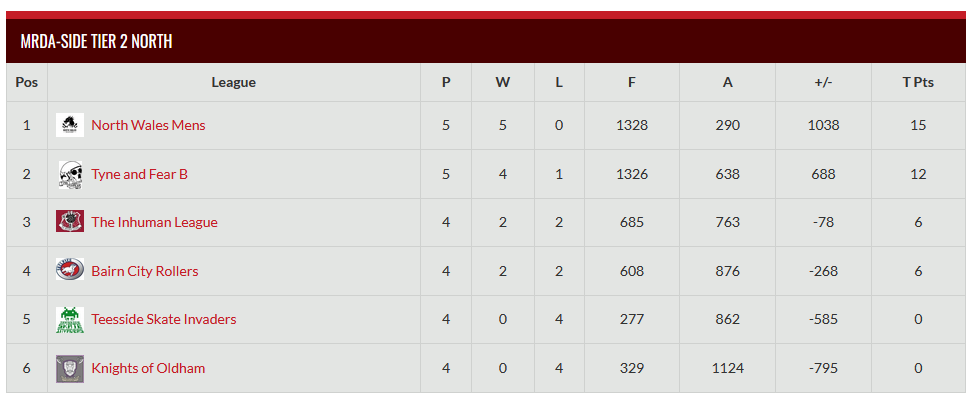 MRDA-SIDE TIER 2 NORTH
Pos League P W L F A +/- T Pts
1 North Wales Mens 5 5 0 1328 290 1038 15
2 Tyne and Fear B 5 4 1 1326 638 688 12
3 The Inhuman League 4 2 2 685 763 -78 6
4 Bairn City Rollers 4 2 2 608 876 -268 6
5 Teesside Skate Invaders 4 0 4 277 862 -585 0
6 Knights of Oldham 4 0 4 329 1124 -795 0